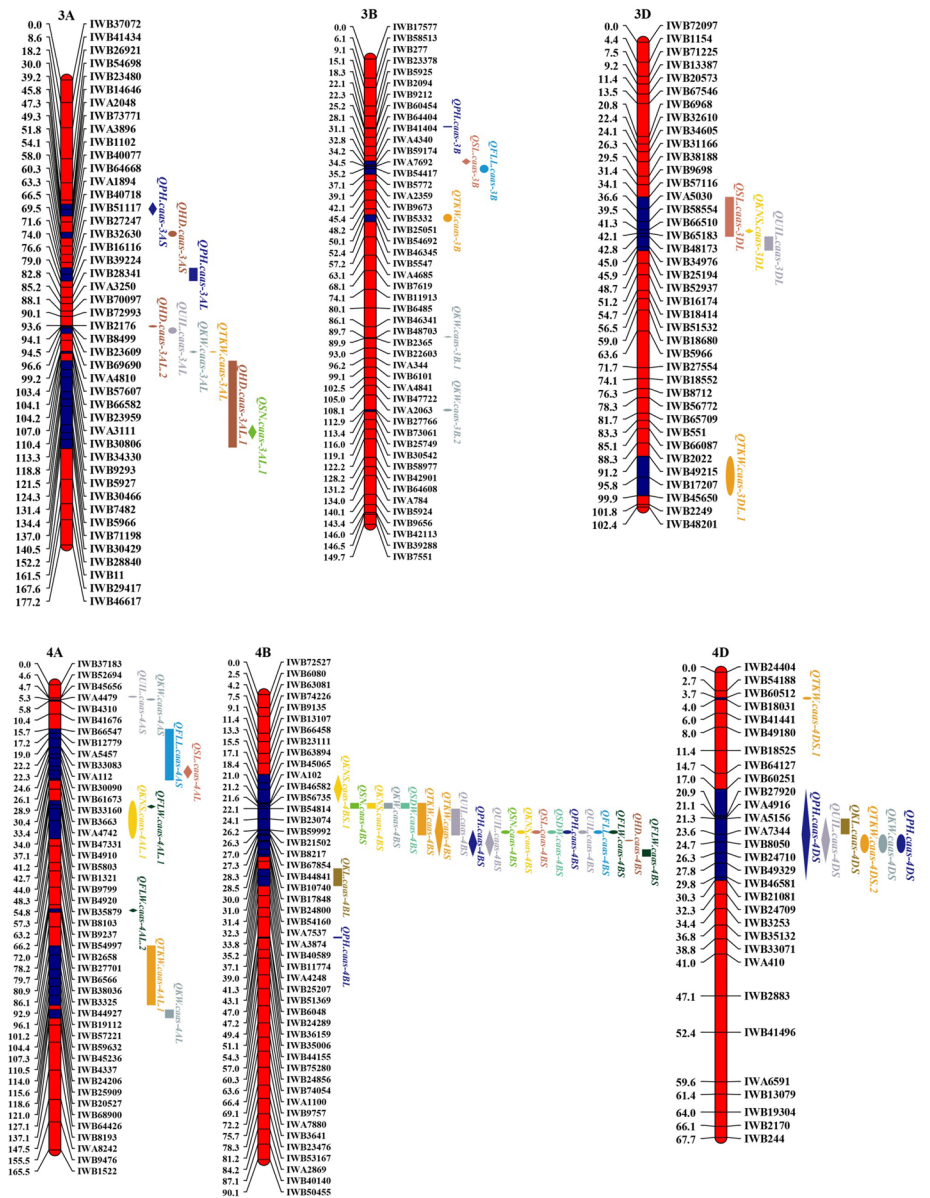 3A
0.0 IWB37072
8.6 IWB41434
18.2 IWB26921
30.0 IWB54698
39.2 IWB23480
45.8 IWB14646
47.3 IWA2048
49.3 IWB73771
51.8 IWA3896
54.1 IWB1102
58.0 IWB40077
60.3 IWB64668
63.3 IWA1894
66.5 IWB40718
69.5 IWB51117
71.6 IWB27247
74.0 IWB32630
76.6 IWB16116
79.0 IWB39224
82.8 IWB28341
85.2 IWA3250
88.1 IWB70097
90.1 IWB72993
93.6 IWB2176
94.1 IWB8499
94.5 IWB23609
96.6 IWB69690
99.2 IWA4810
103.4 IWB57607
104.1 IWB66582
104.2 IWB23959
107.0 IWA3111
110.4 IWB30806
113.3 IWB34330
118.8 IWB9293
121.5 IWB5927
124.3 IWB30466
131.4 IWB7482
134.4 IWB5966
137.0 IWB71198
140.5 IWB30429
152.2 IWB28840
161.5 IWB11
167.6 IWB29417
177.2 IWB46617
QPH.caas-3AS
QHD.caas-3AS
QPH.caas-3AL
QHD.caas-3AL.2
QUIL.caas-3AL
QKW.caas-3AL
QTKW.caas-3AL
QHD.caas-3AL.1
QSN.caas-3AL.1
3B
0.0 IWB17577
6.1 IWB58513
9.1 IWB277
15.1 IWB23378
18.3 IWB5925
22.1 IWB2094
22.3 IWB9212
25.2 IWB60454
28.1 IWB64404
31.1 IWB41404
32.8 IWA4340
34.2 IWB59174
34.5 IWA7692
35.2 IWB54417
37.1 IWB5772
39.1 IWA2359
42.1 IWB9673
45.4 IWB5332
48.2 IWB25051
50.1 IWB54692
52.4 IWB46345
57.2 IWB5547
63.1 IWA4685
68.1 IWB7619
74.1 IWB11913
80.1 IWB6485
86.1 IWB46341
89.7 IWB48703
89.9 IWB2365
93.0 IWB22603
96.2 IWA344
99.1 IWB6101
102.5 IWA4841
105.0 IWB47722
108.1 IWA2063
112.9 IWB27766
113.4 IWB73061
116.0 IWB25749
119.1 IWB30542
122.2 IWB58977
128.2 IWB42901
131.2 IWB64608
134.0 IWA784
140.1 IWB5924
143.4 IWB9656
146.0 IWB42113
146.5 IWB39288
149.7 IWB7551
QPH.caas-3B
QSL.caas-3B
QFLL.caas-3B
QTKW.caas-3B
QKW.caas-3B.1
QKW.caas-3B.2
3D
0.0 IWB72097
4.4 IWB1154
7.5 IWB71225
9.2 IWB13387
11.4 IWB20573
13.5 IWB67546
20.8 IWB6968
22.4 IWB32610
24.1 IWB34605
26.3 IWB31166
29.5 IWB38188
31.4 IWB9698
34.1 IWB57116
36.6 IWA5030
39.5 IWB58554
41.3 IWB66510
42.1 IWB65183
42.8 IWB48173
45.0 IWB34976
45.9 IWB25194
48.7 IWB52937
51.2 IWB16174
54.7 IWB18414
56.5 IWB51532
59.0 IWB18680
63.6 IWB5966
71.7 IWB27554
74.1 IWB18552
76.3 IWB8712
78.3 IWB56772
81.7 IWB65709
83.3 IWB551
85.1 IWB66087
88.3 IWB2022
91.2 IWB49215
95.8 IWB17207
99.9 IWB45650
101.8 IWB2249
102.4 IWB48201
QSL.caas-3DL
QKNS.caas-3DL
QUIL.caas-3DL
QTKW.caas-3DL.1
4A
0.0 IWB37183
4.6 IWB52694
4.7 IWB45656
5.3 IWA4479
5.8 IWB4310
10.4 IWB41676
15.7 IWB66547
17.2 IWB12779
19.0 IWA5457
22.2 IWB33083
22.3 IWA112
24.6 IWB30090
26.1 IWB61673
28.9 IWB33160
30.4 IWB3663
33.4 IWA4742
34.0 IWB47331
37.1 IWB4910
41.2 IWB5803
42.7 IWB1321
44.0 IWB9799
48.3 IWB4920
54.8 IWB35879
57.3 IWB8103
63.2 IWB9237
66.2 IWB54997
72.0 IWB2658
78.2 IWB27701
79.7 IWB6566
80.9 IWB38036
86.1 IWB3325
92.9 IWB44927
96.1 IWB19112
101.2 IWB57221
104.4 IWB59632
107.3 IWB45236
110.5 IWB4337
114.0 IWB24206
115.6 IWB25909
118.6 IWB20527
121.0 IWB68900
127.1 IWB64426
137.1 IWB8193
147.5 IWA8242
155.5 IWB9476
165.5 IWB1522
QUIL.caas-4AS
QKW.caas-4AS
QFLL.caas-4AS
QSL.caas-4AL
QKNS.caas-4AL.1
QFLW.caas-4AL.1
QFLW.caas-4AL.2
QTKW.caas-4AL.1
QKW.caas-4AL
4B
0.0 IWB72527
2.5 IWB6080
4.2 IWB63081
7.5 IWB74226
9.1 IWB9135
11.4 IWB13107
13.3 IWB66458
15.5 IWB23111
17.1 IWB63894
18.4 IWB45065
21.0 IWA102
21.2 IWB46582
21.6 IWB56735
22.1 IWB54814
24.1 IWB23074
26.2 IWB59992
26.3 IWB21502
27.0 IWB8217
27.3 IWB67854
28.3 IWB44841
28.5 IWB10740
30.0 IWB17848
31.0 IWB24800
31.4 IWB54160
32.3 IWA7537
33.8 IWA3874
35.2 IWB40589
37.1 IWB11774
39.0 IWA4248
41.3 IWB25207
43.1 IWB51369
47.0 IWB6048
47.2 IWB24289
49.4 IWB36159
51.1 IWB35006
54.3 IWB44155
57.0 IWB75280
60.3 IWB24856
63.6 IWB74054
66.4 IWA1100
69.1 IWB9757
72.2 IWA7880
75.7 IWB3641
78.3 IWB23476
81.2 IWB53167
84.2 IWA2869
87.1 IWB40140
90.1 IWB50455
QKNS.caas-4BS.1
QSN.caas-4BS
QKNS.caas-4BS
QKW.caas-4BS
QSDW.caas-4BS
QTKW.caas-4BS
QTKW.caas-4BS
QUIL.caas-4BS
QPH.caas-4BS
QUIL.caas-4BS
QSN.caas-4BS
QKNS.caas-4BS
QSL.caas-4BS
QSDW.caas-4BS
QPH.caas-4BS
QUIL.caas-4BS
QFLL.caas-4BS
QFLW.caas-4BS
QHD.caas-4BS
QFLW.caas-4BS
QKL.caas-4BL
QPH.caas-4BL
4D
0.0 IWB24404
2.7 IWB54188
3.7 IWB60512
4.0 IWB18031
6.0 IWB41441
8.0 IWB49180
11.4 IWB18525
14.7 IWB64127
17.0 IWB60251
20.9 IWB27920
21.1 IWA4916
21.3 IWA5156
23.6 IWA7344
24.7 IWB8050
26.3 IWB24710
27.8 IWB49329
29.8 IWB46581
30.3 IWB21081
32.3 IWB24709
34.4 IWB3253
36.8 IWB35132
38.8 IWB33071
41.0 IWA410
47.1 IWB2883
52.4 IWB41496
59.6 IWA6591
61.4 IWB13079
64.0 IWB19304
66.1 IWB2170
67.7 IWB244
QTKW.caas-4DS.1
QPH.caas-4DS
QUIL.caas-4DS
QKL.caas-4DS
QTKW.caas-4DS.2
QKW.caas-4DS
QPH.caas-4DS